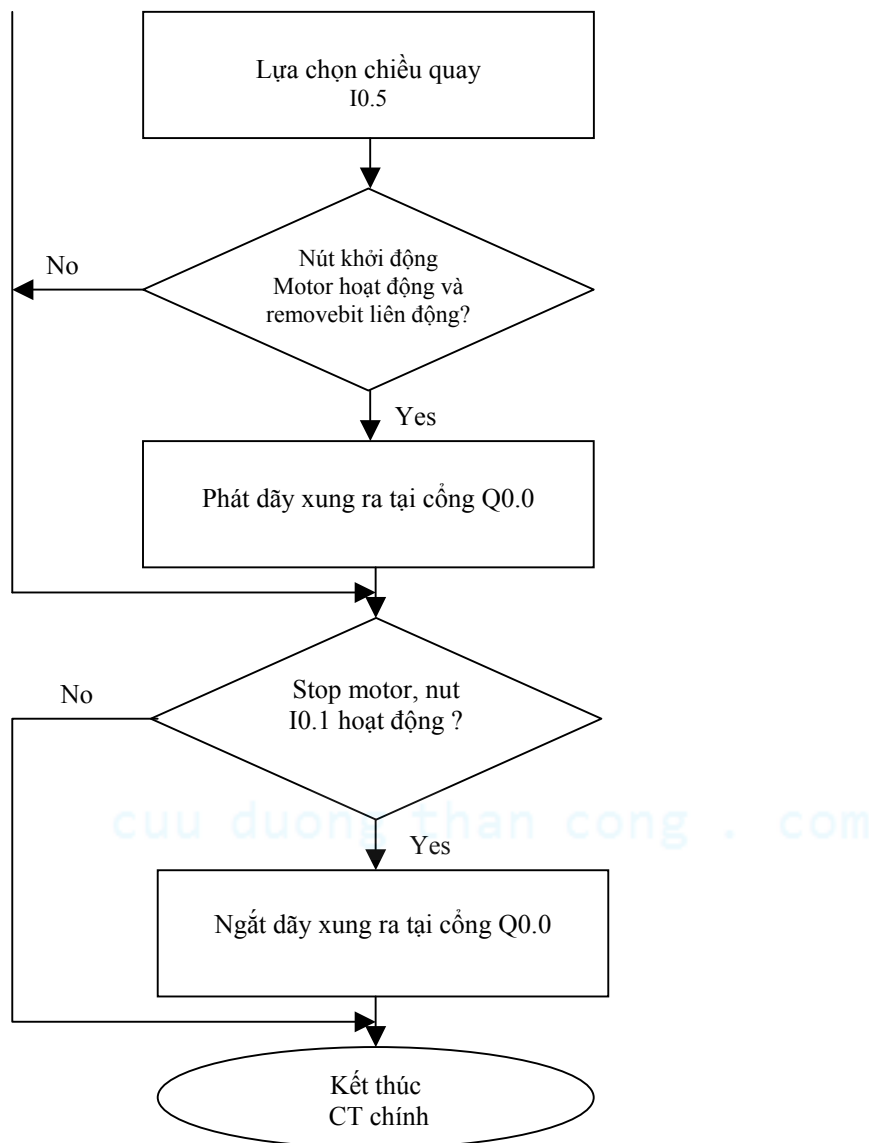 Lựa chọn chiều quay
I0.5
Nút khởi động
Motor hoạt động và
removebit liên động?
No
Yes
Phát dãy xung ra tại cổng Q0.0
Stop motor, nut
I0.1 hoạt động ?
No
cuu duong than cong . com
Yes
Ngắt dãy xung ra tại cổng Q0.0
Kết thúc
CT chính